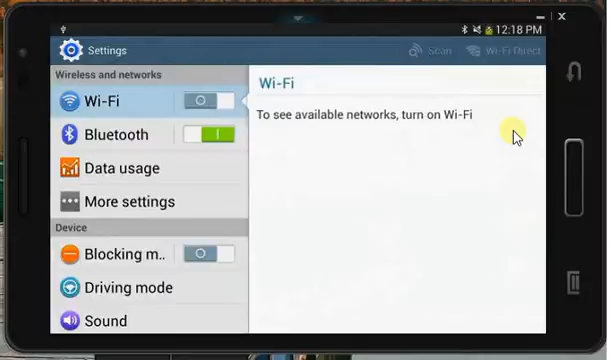 12:18 PM
Settings
Scan
Wi-Fi Direct
Wireless and networks
Wi-Fi
Bluetooth
Data usage
More settings
Device
Blocking m..
Driving mode
Sound
Wi-Fi
To see available networks, turn on Wi-Fi